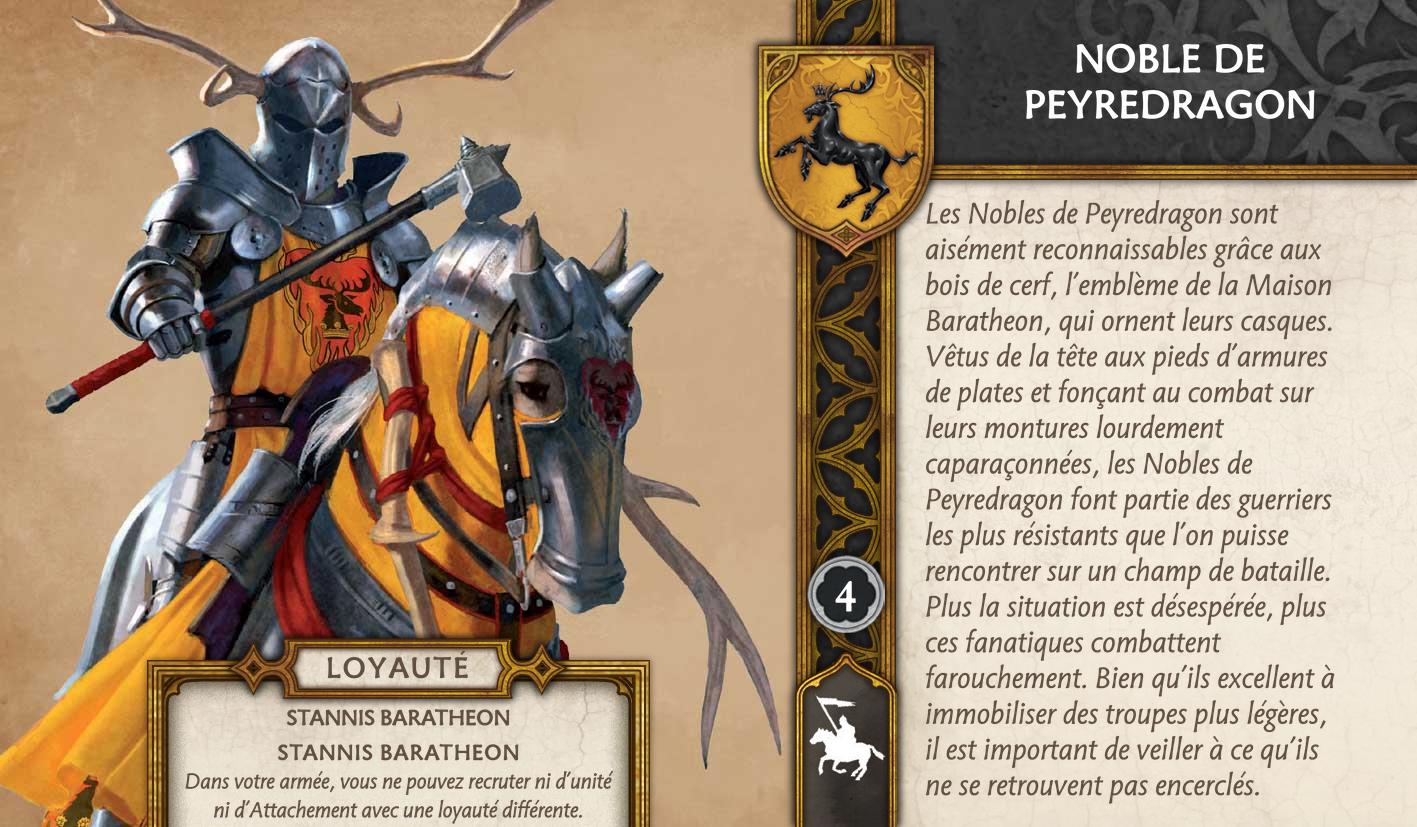 NOBLE DE
PEYREDRAGON
Les Nobles de Peyredragon sont
aisément reconnaissables grâce aux
bois de cerf, l'emblème de la Maison
Baratheon, qui ornent leurs casques.
Vêtus de la tête aux pieds d'armures
de plates et fonçant au combat sur
leurs montures lourdement
caparaçonnées, les Nobles de
Peyredragon font partie des guerriers
les plus résistants que l'on puisse
rencontrer sur un champ de bataille.
Plus la situation est désespérée, plus
ces fanatiques combattent
farouchement. Bien qu'ils excellent à
immobiliser des troupes plus légères,
il est important de veiller à ce qu'ils
ne se retrouvent pas encerclés.
4
LOYAUTÉ
STANNIS BARATHEON
STANNIS BARATHEON
Dans votre armée, vous ne pouvez recruter ni d'unité
ni d'Attachement avec une loyauté différente.